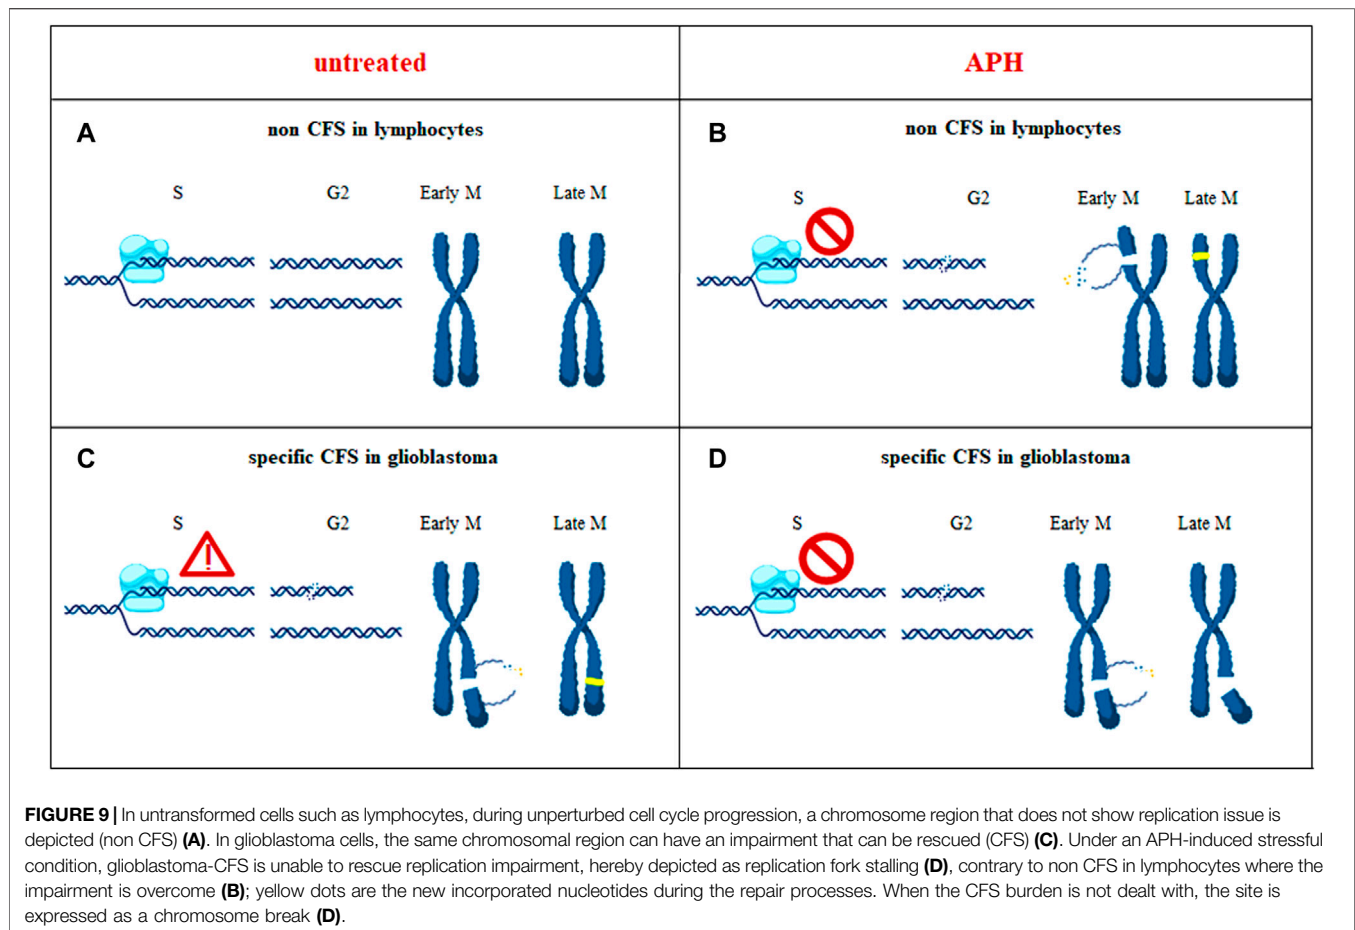 untreated
APH
A
non CFS in lymphocytes
S
G2
Early M
Late M
B
non CFS in lymphocytes
S
G2
Early M
Late M
C
specific CFS in glioblastoma
S
G2
Early M
Late M
D
specific CFS in glioblastoma
S
G2
Early M
Late M
FIGURE 9 | In untransformed cells such as lymphocytes, during unperturbed cell cycle progression, a chromosome region that does not show replication issue is
depicted (non CFS) (A). In glioblastoma cells, the same chromosomal region can have an impairment that can be rescued (CFS) (C). Under an APH-induced stressful
condition, glioblastoma-CFS is unable to rescue replication impairment, hereby depicted as replication fork stalling (D), contrary to non CFS in lymphocytes where the
impairment is overcome (B); yellow dots are the new incorporated nucleotides during the repair processes. When the CFS burden is not dealt with, the site is
expressed as a chromosome break (D).